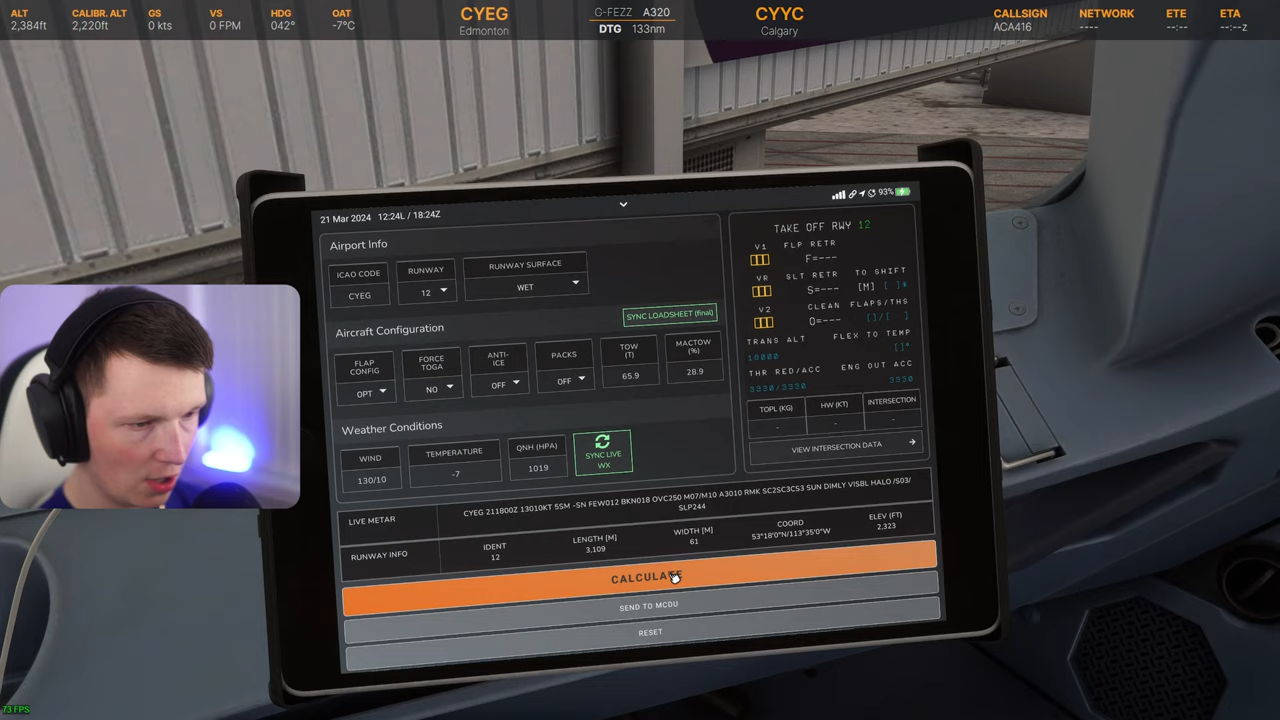 ALT CALIBR. ALT GS VS HDG OAT CYEG C-FEZZ A320 CYYC CALLSIGN NETWORK ETE ETA
2,384ft 2,220ft 0 kts 0 FPM 042° -7°C Edmonton DTG 133nm Calgary ACA416 ---- --:-- --:--z
21 Mar 2024 12:24L / 18:24Z 93%
Airport Info
ICAO CODE RUNWAY RUNWAY SURFACE
CYEG 12 WET
SYNC LOADSHEET (final)
Aircraft Configuration
FLAP CONFIG FORCE TOGA ANTI-ICE PACKS TOW (T) MACTOW (%)
OPT NO OFF OFF 65.9 28.9
Weather Conditions
WIND TEMPERATURE QNH (HPA) SYNC LIVE WX
130/10 -7 1019
TAKE OFF RWY 12
V1 FLP RETR
F=---
VR SLT RETR TO SHIFT
S=--- [M] [ ]*
V2 CLEAN FLAPS/THS
O=--- []/[ ]
TRANS ALT FLEX TO TEMP
18000 []°
THR RED/ACC ENG OUT ACC
3330/3330 3330
TOPL (KG) HW (KT) INTERSECTION
- - -
VIEW INTERSECTION DATA
LIVE METAR CYEG 211800Z 13010KT 5SM -SN FEW012 BKN018 OVC250 M07/M10 A3010 RMK SC2SC3CS3 SUN DIMLY VISBL HALO /S03/
SLP244
RUNWAY INFO IDENT LENGTH [M] WIDTH [M] COORD ELEV (FT)
12 3,109 61 53°18'0"N/113°35'0"W 2,323
CALCULATE
SEND TO MCDU
RESET
73 FPS